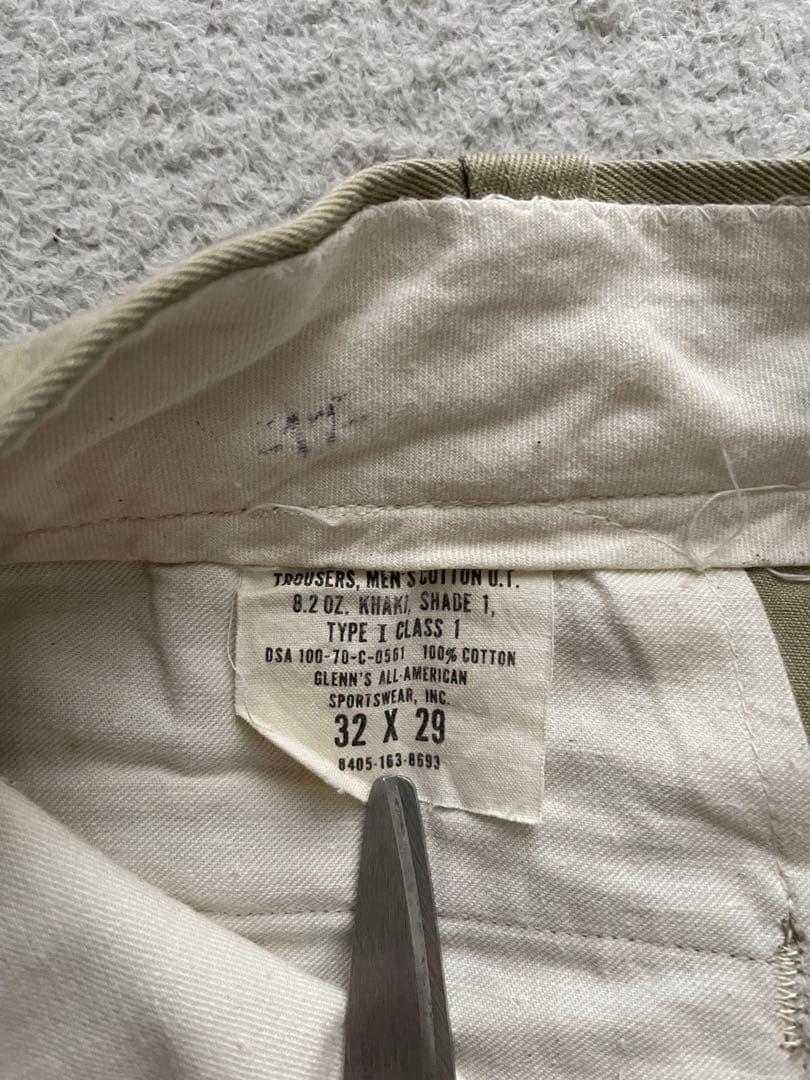 TROUSERS, MEN'S COTTON U.T.
8.2 OZ. KHAKI, SHADE 1,
TYPE I CLASS 1
DSA 100-70-C-0561 100% COTTON
GLENN'S ALL-AMERICAN
SPORTSWEAR, INC.
32 X 29
8405-163-8693